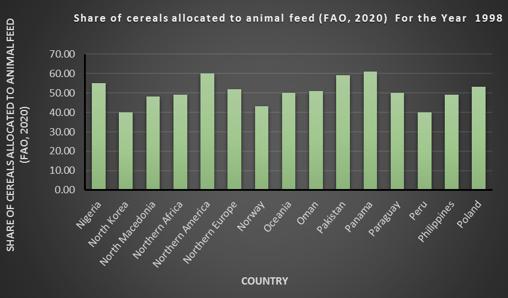 Share of cereals allocated to animal feed (FAO, 2020) For the Year 1998
SHARE OF CEREALS ALLOCATED TO ANIMAL FEED
(FAO, 2020)
70.00
60.00
50.00
40.00
30.00
20.00
10.00
0.00
Nigeria
North Korea
North Macedonia
Northern Africa
Northern America
Northern Europe
Norway
Oceania
Oman
Pakistan
Panama
Paraguay
Peru
Philippines
Poland
COUNTRY